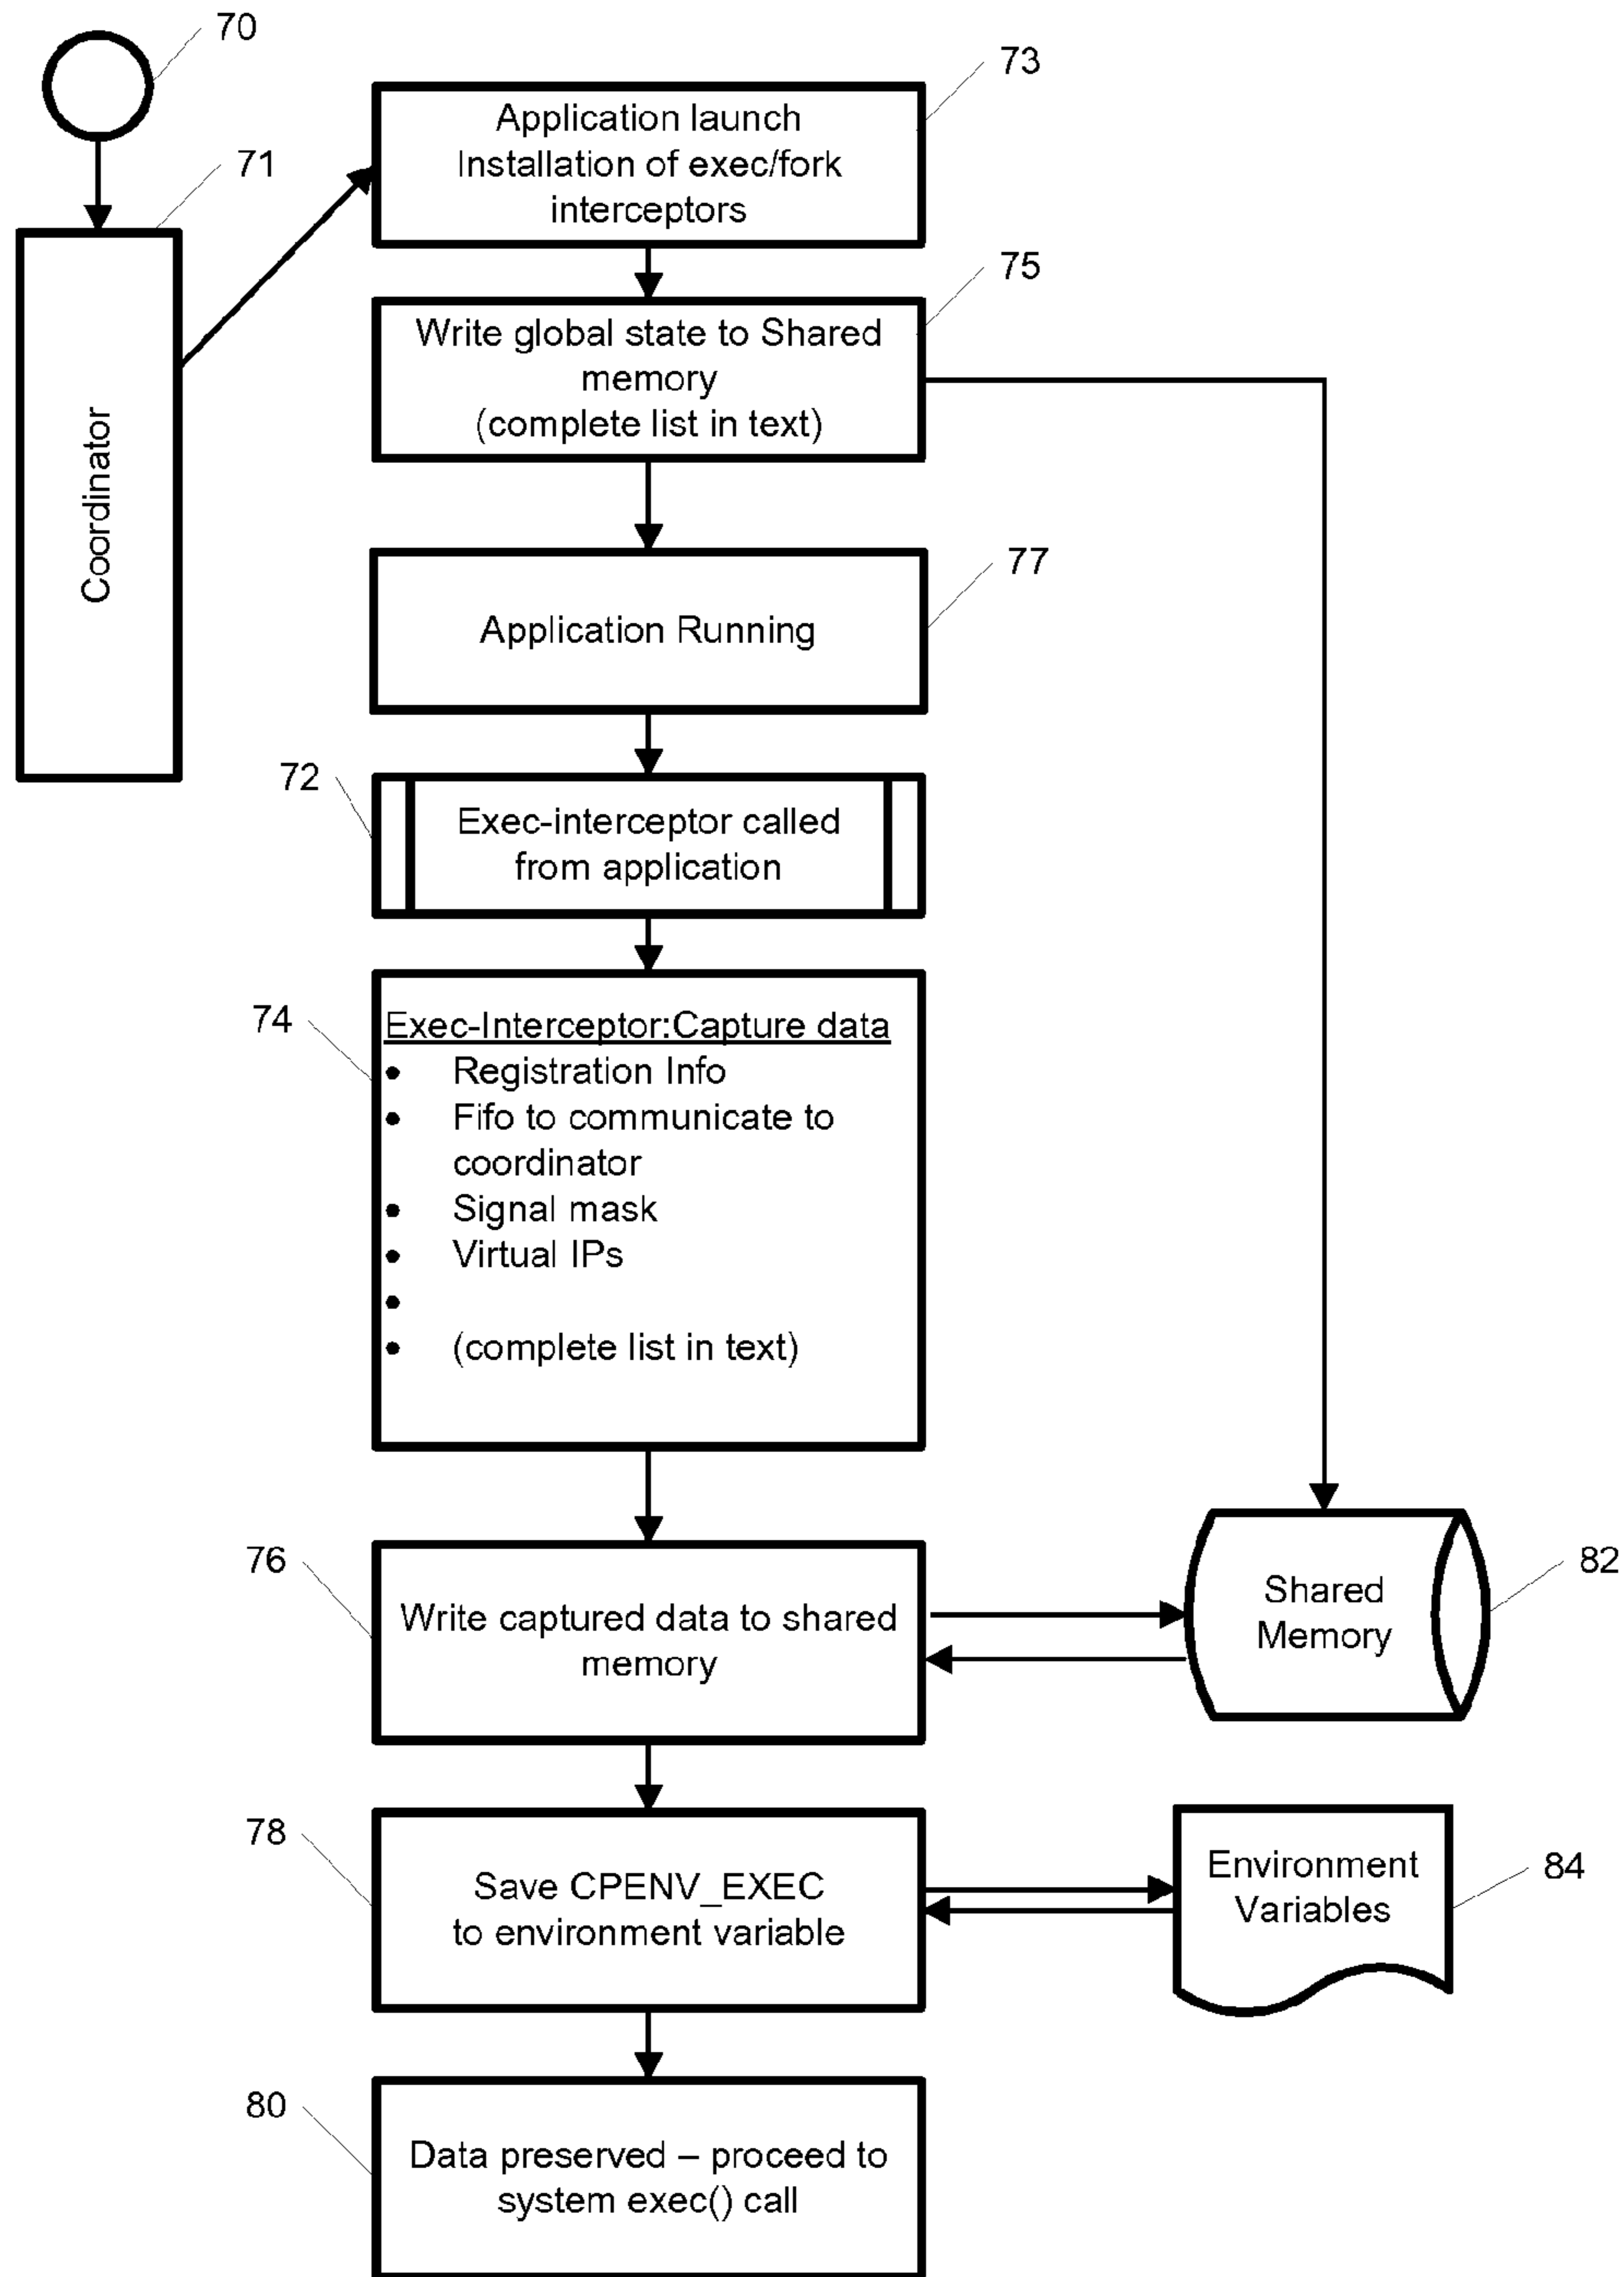 70
73
Application launch
Installation of exec/fork
interceptors
71
Coordinator
75
Write global state to Shared
memory
(complete list in text)
77
Application Running
72
Exec-interceptor called
from application
74
Exec-Interceptor:Capture data
• Registration Info
• Fifo to communicate to
coordinator
• Signal mask
• Virtual IPs
•
• (complete list in text)
76
Write captured data to shared
memory
Shared
Memory
82
78
Save CPENV_EXEC
to environment variable
Environment
Variables
84
80
Data preserved – proceed to
system exec() call